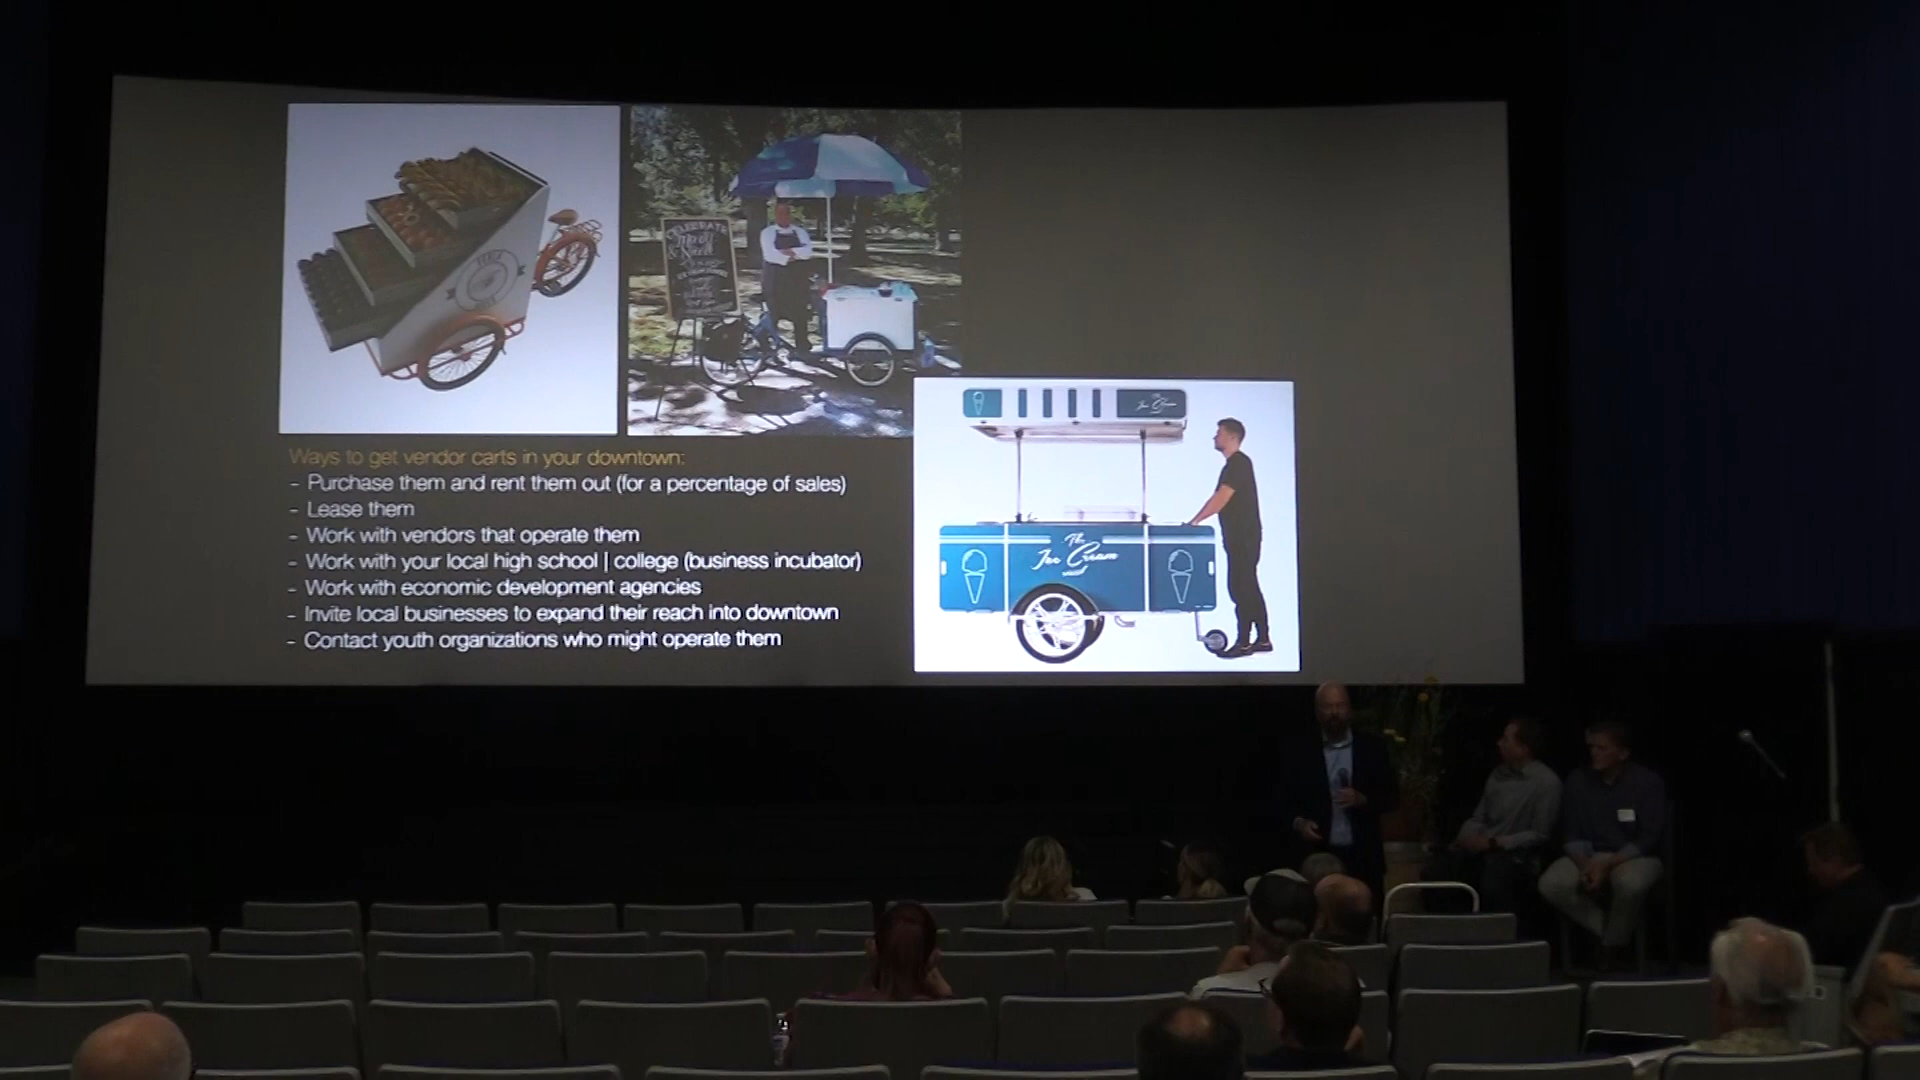 CELEBRATE
Ways to get vendor carts in your downtown:
- Purchase them and rent them out (for a percentage of sales)
- Lease them
- Work with vendors that operate them
- Work with your local high school | college (business incubator)
- Work with economic development agencies
- Invite local businesses to expand their reach into downtown
- Contact youth organizations who might operate them
The
Ice Cream